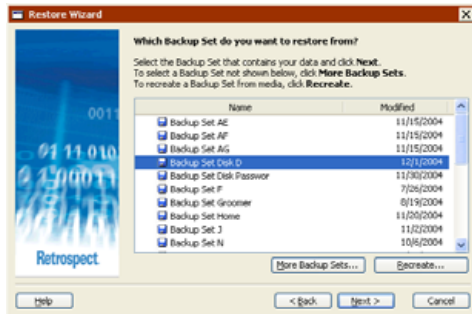 Restore Wizard
Which Backup Set do you want to restore from?
Select the Backup Set that contains your data and click Next.
To select a Backup Set not shown below, click More Backup Sets.
To recreate a Backup Set from media, click Recreate.
Name Modified
Backup Set AE 11/15/2004
Backup Set AF 11/15/2004
Backup Set AG 11/15/2004
Backup Set Disk D 12/1/2004
Backup Set Disk Passwor 11/30/2004
Backup Set F 7/26/2004
Backup Set Groomer 8/19/2004
Backup Set Home 11/20/2004
Backup Set J 11/2/2004
Backup Set N 10/6/2004
Retrospect
More Backup Sets... Recreate...
Help < Back Next > Cancel